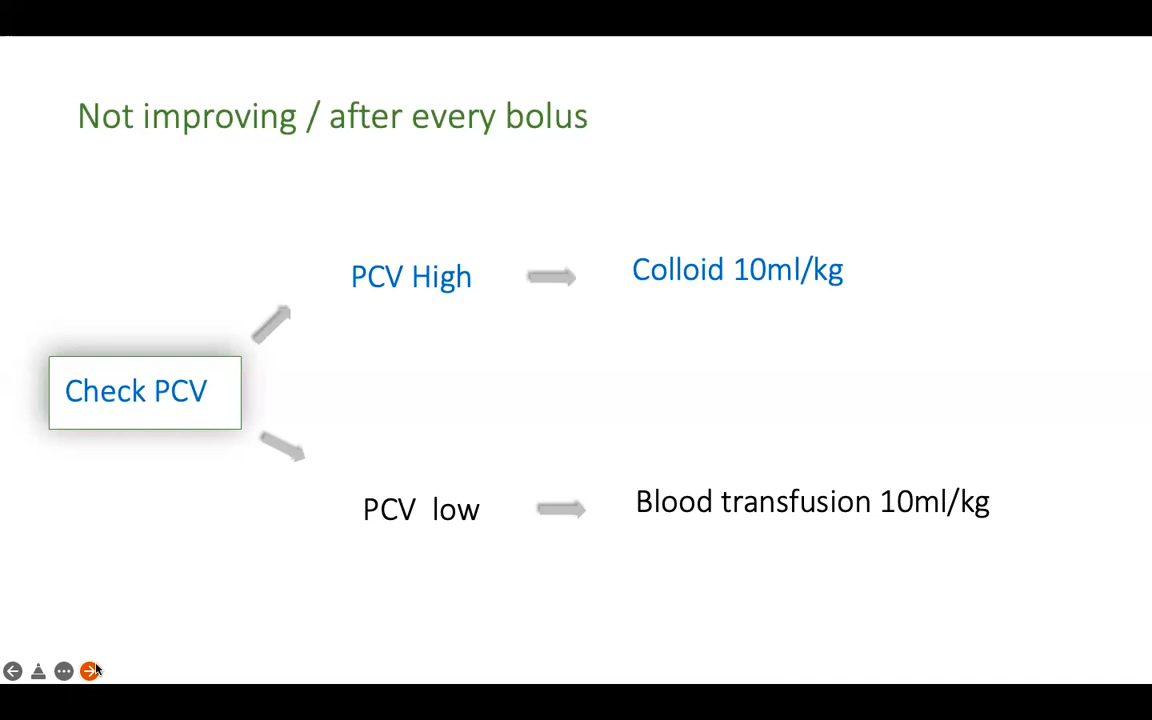 Not improving / after every bolus
PCV High
Colloid 10ml/kg
Check PCV
PCV low
Blood transfusion 10ml/kg